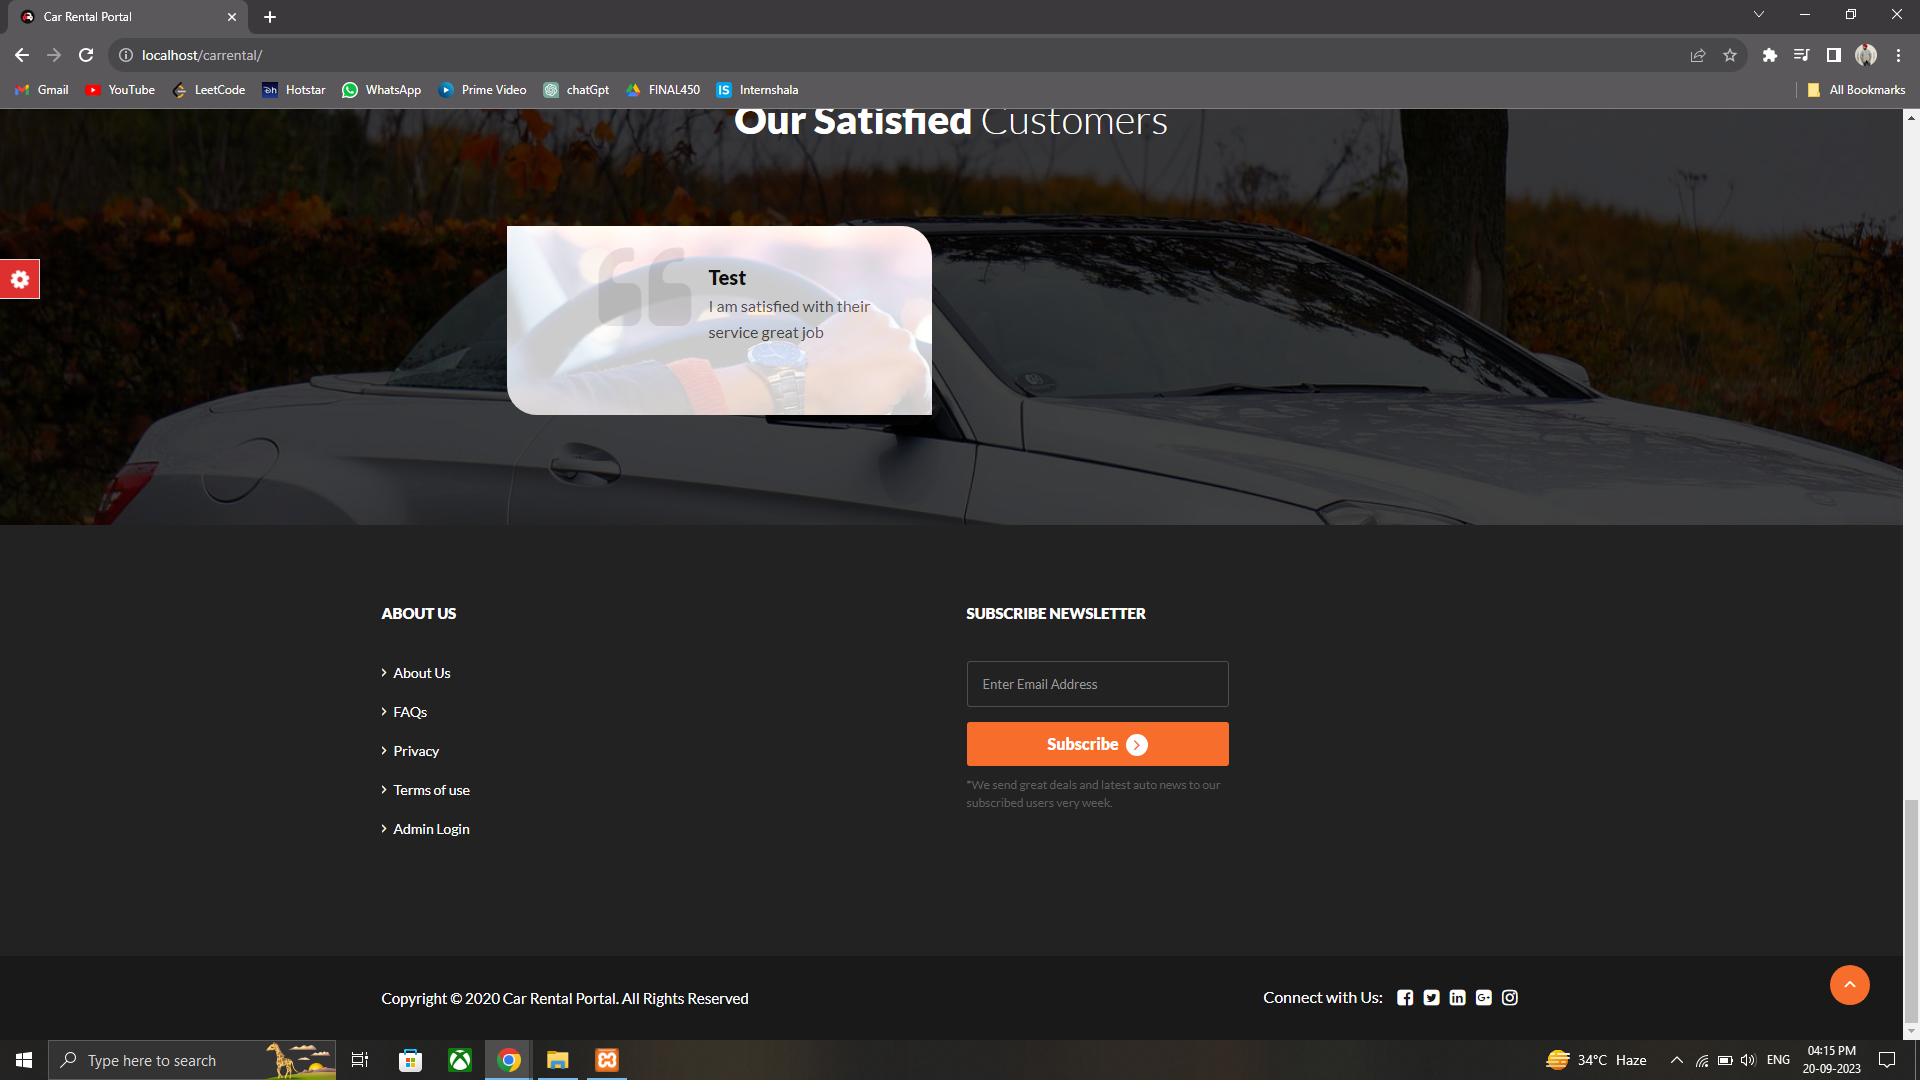 Car Rental Portal
localhost/carrental/
Gmail YouTube LeetCode Hotstar WhatsApp Prime Video chatGpt FINAL450 IS Internshala All Bookmarks
Our Satisfied Customers
Test
I am satisfied with their
service great job
ABOUT US
About Us
FAQs
Privacy
Terms of use
Admin Login
SUBSCRIBE NEWSLETTER
Enter Email Address
Subscribe
*We send great deals and latest auto news to our
subscribed users very week.
Copyright © 2020 Car Rental Portal. All Rights Reserved
Connect with Us:
Type here to search
34°C Haze
ENG
04:15 PM
20-09-2023